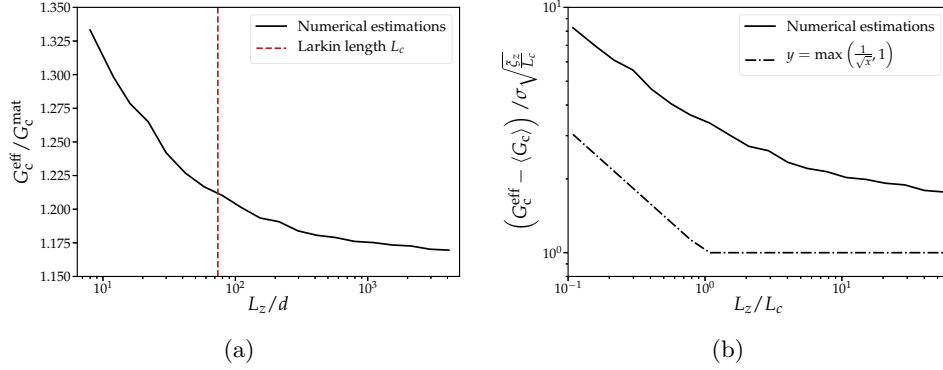 1.350
1.325
1.300
1.275
1.250
1.225
1.200
1.175
1.150
G_c^eff / G_c^mat
Numerical estimations
Larkin length L_c
10^1
10^2
10^3
L_z/d
(a)
10^1
10^0
(G_c^eff − ⟨G_c⟩) / σ√(ξ_z/L_c)
Numerical estimations
y = max(1/√x, 1)
10^−1
10^0
10^1
L_z/L_c
(b)